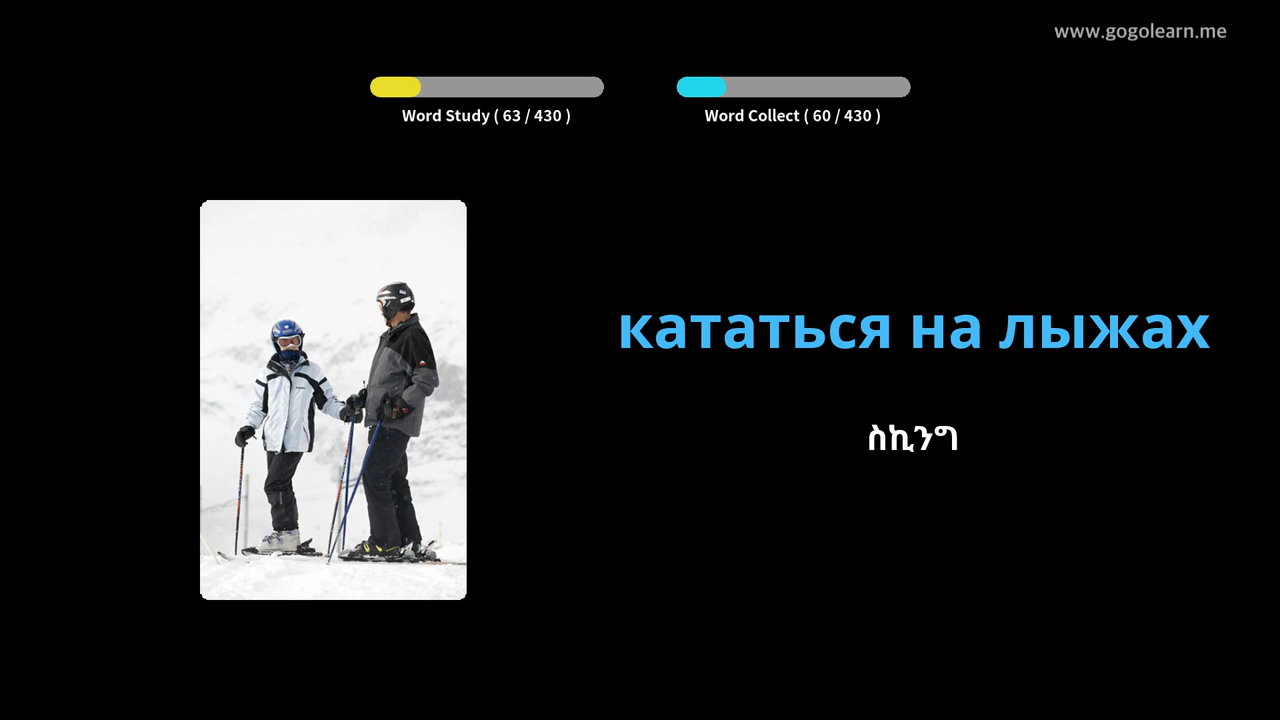 www.gogolearn.me
Word Study ( 63 / 430 )
Word Collect ( 60 / 430 )
кататься на лыжах
ስኪንግ